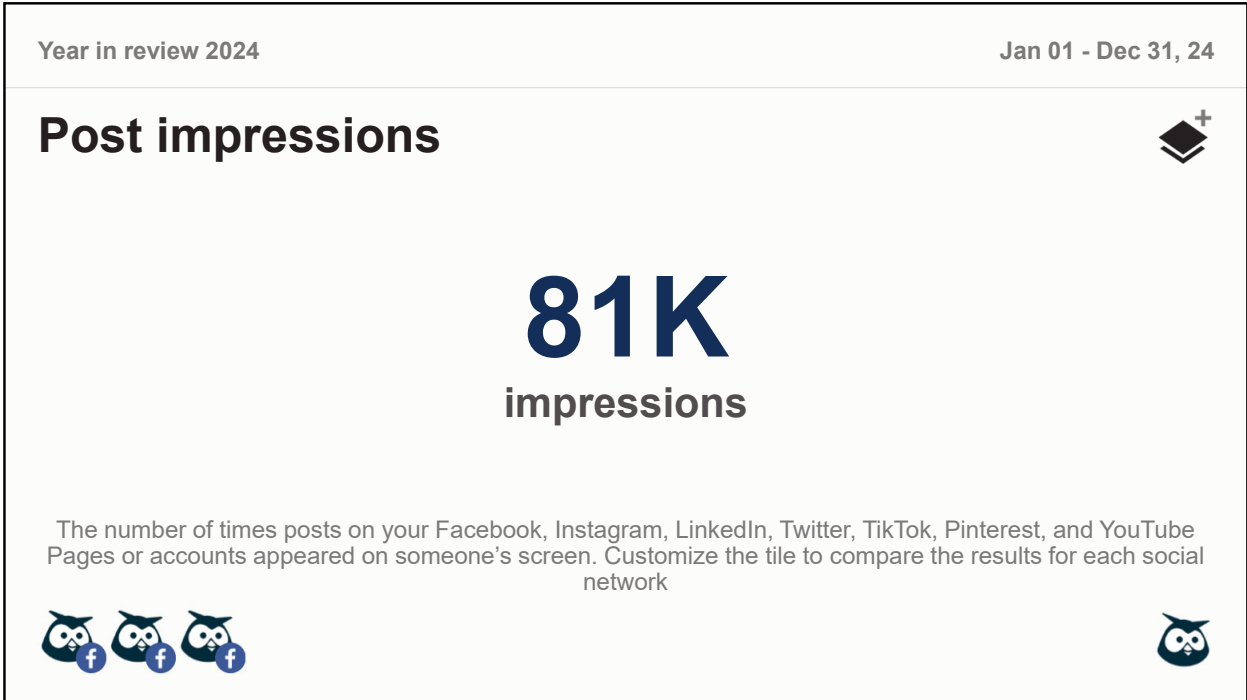 Year in review 2024
Jan 01 - Dec 31, 24
Post impressions
81K
impressions
The number of times posts on your Facebook, Instagram, LinkedIn, Twitter, TikTok, Pinterest, and YouTube
Pages or accounts appeared on someone’s screen. Customize the tile to compare the results for each social
network